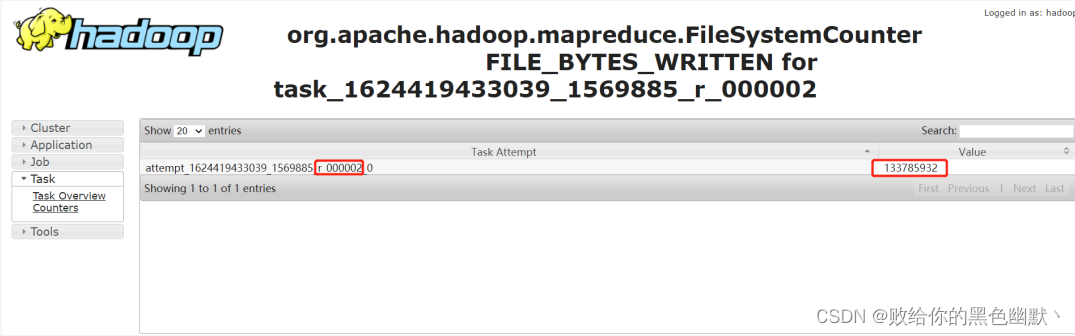 Logged in as: hadoop
hadoop
org.apache.hadoop.mapreduce.FileSystemCounter
FILE_BYTES_WRITTEN for
task_1624419433039_1569885_r_000002
Cluster
Application
Job
Task
Task Overview
Counters
Tools
Show 20 entries
Search:
Task Attempt
Value
attempt_1624419433039_1569885_r_000002_0
133785932
Showing 1 to 1 of 1 entries
First Previous 1 Next Last
CSDN @败给你的黑色幽默丶